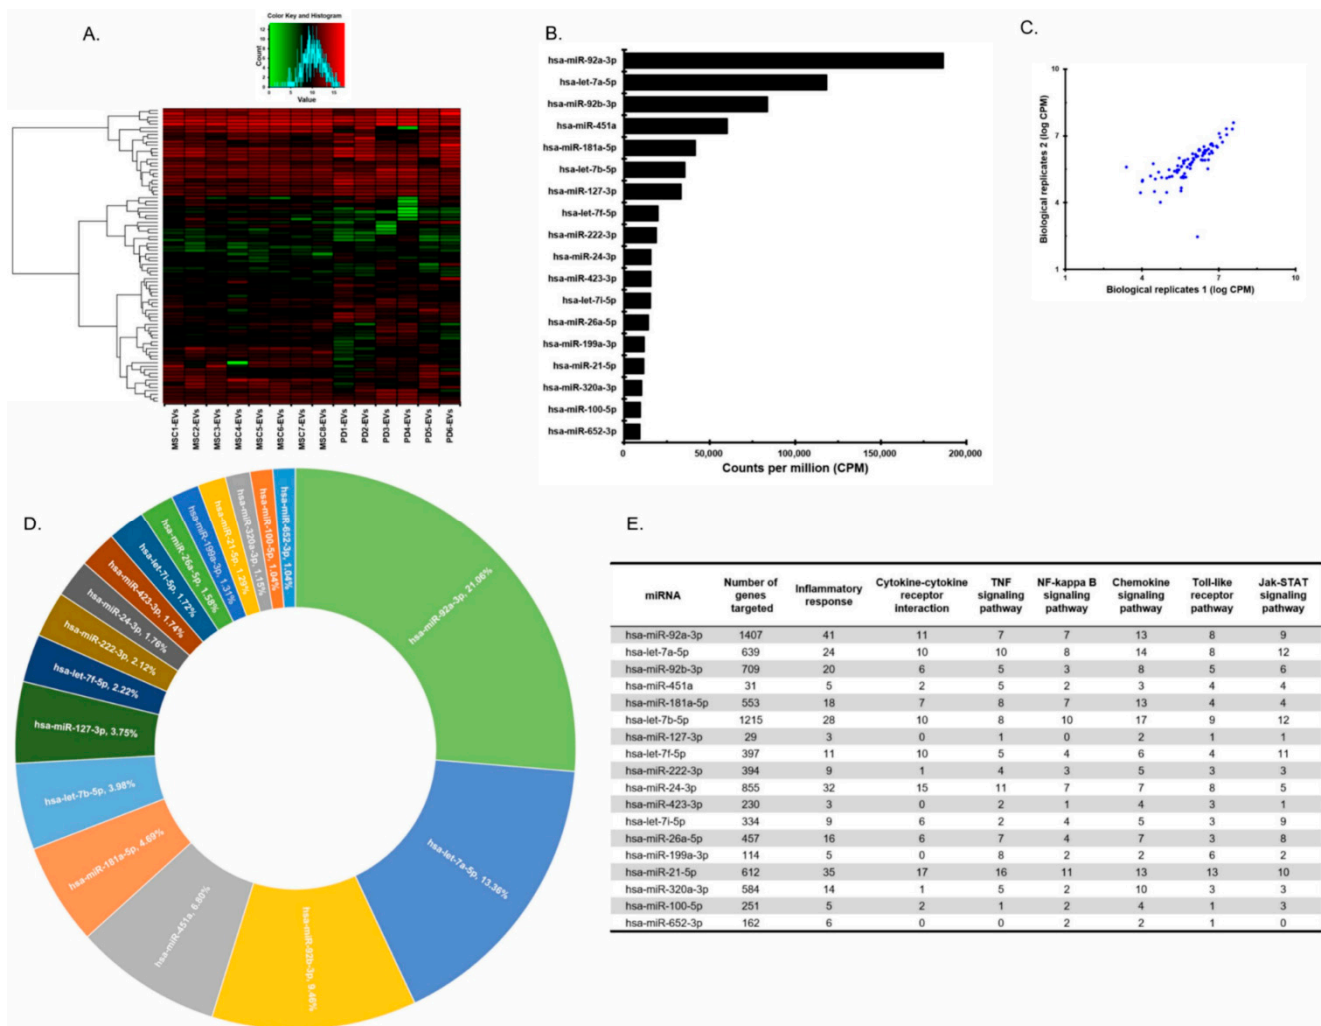 A.
Color Key and Histogram
Count
12
10
8
6
4
2
0
0
5
10
15
Value
MSC1-EVs
MSC2-EVs
MSC3-EVs
MSC4-EVs
MSC5-EVs
MSC6-EVs
MSC7-EVs
MSC8-EVs
PD1-EVs
PD2-EVs
PD3-EVs
PD4-EVs
PD5-EVs
PD6-EVs
B.
hsa-miR-92a-3p
hsa-let-7a-5p
hsa-miR-92b-3p
hsa-miR-451a
hsa-miR-181a-5p
hsa-let-7b-5p
hsa-miR-127-3p
hsa-let-7f-5p
hsa-miR-222-3p
hsa-miR-24-3p
hsa-miR-423-3p
hsa-let-7i-5p
hsa-miR-26a-5p
hsa-miR-199a-3p
hsa-miR-21-5p
hsa-miR-320a-3p
hsa-miR-100-5p
hsa-miR-652-3p
0 50,000 100,000 150,000 200,000
Counts per million (CPM)
C.
Biological replicates 2 (log CPM)
10
7
4
1
1 4 7 10
Biological replicates 1 (log CPM)
D.
hsa-miR-92a-3p, 21.06%
hsa-let-7a-5p, 13.36%
hsa-miR-92b-3p, 9.46%
hsa-miR-451a, 6.80%
hsa-miR-181a-5p, 4.69%
hsa-let-7b-5p, 3.98%
hsa-miR-127-3p, 3.75%
hsa-let-7f-5p, 2.22%
hsa-miR-222-3p, 2.12%
hsa-miR-24-3p, 1.76%
hsa-miR-423-3p, 1.74%
hsa-let-7i-5p, 1.72%
hsa-miR-26a-5p, 1.58%
hsa-miR-199a-3p, 1.31%
hsa-miR-21-5p, 1.29%
hsa-miR-320a-3p, 1.15%
hsa-miR-100-5p, 1.04%
hsa-miR-652-3p, 1.04%
E.
miRNA Number of genes targeted Inflammatory response Cytokine-cytokine receptor interaction TNF signaling pathway NF-kappa B signaling pathway Chemokine signaling pathway Toll-like receptor pathway Jak-STAT signaling pathway
hsa-miR-92a-3p 1407 41 11 7 7 13 8 9
hsa-let-7a-5p 639 24 10 10 8 14 8 12
hsa-miR-92b-3p 709 20 6 5 3 8 5 6
hsa-miR-451a 31 5 2 5 2 3 4 4
hsa-miR-181a-5p 553 18 7 8 7 13 4 4
hsa-let-7b-5p 1215 28 10 8 10 17 9 12
hsa-miR-127-3p 29 3 0 1 0 2 1 1
hsa-let-7f-5p 397 11 10 5 4 6 4 11
hsa-miR-222-3p 394 9 1 4 3 5 3 3
hsa-miR-24-3p 855 32 15 11 7 7 8 5
hsa-miR-423-3p 230 3 0 2 1 4 3 1
hsa-let-7i-5p 334 9 6 2 4 5 3 9
hsa-miR-26a-5p 457 16 6 7 4 7 3 8
hsa-miR-199a-3p 114 5 0 8 2 2 6 2
hsa-miR-21-5p 612 35 17 16 11 13 13 10
hsa-miR-320a-3p 584 14 1 5 2 10 3 3
hsa-miR-100-5p 251 5 2 1 2 4 1 3
hsa-miR-652-3p 162 6 0 0 2 2 1 0